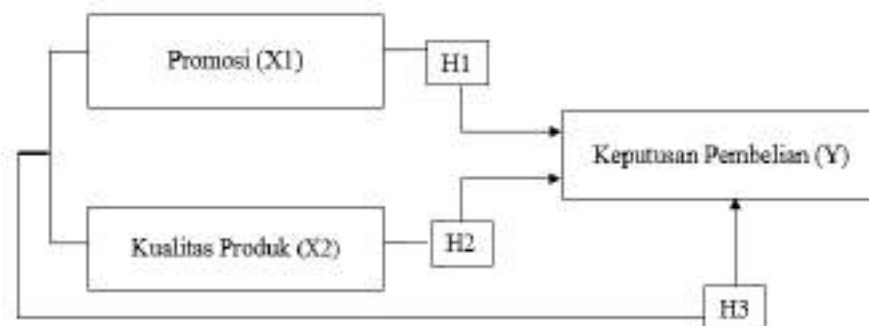 Promosi (X1)
H1
Keputusan Pembelian (Y)
Kualitas Produk (X2)
H2
H3